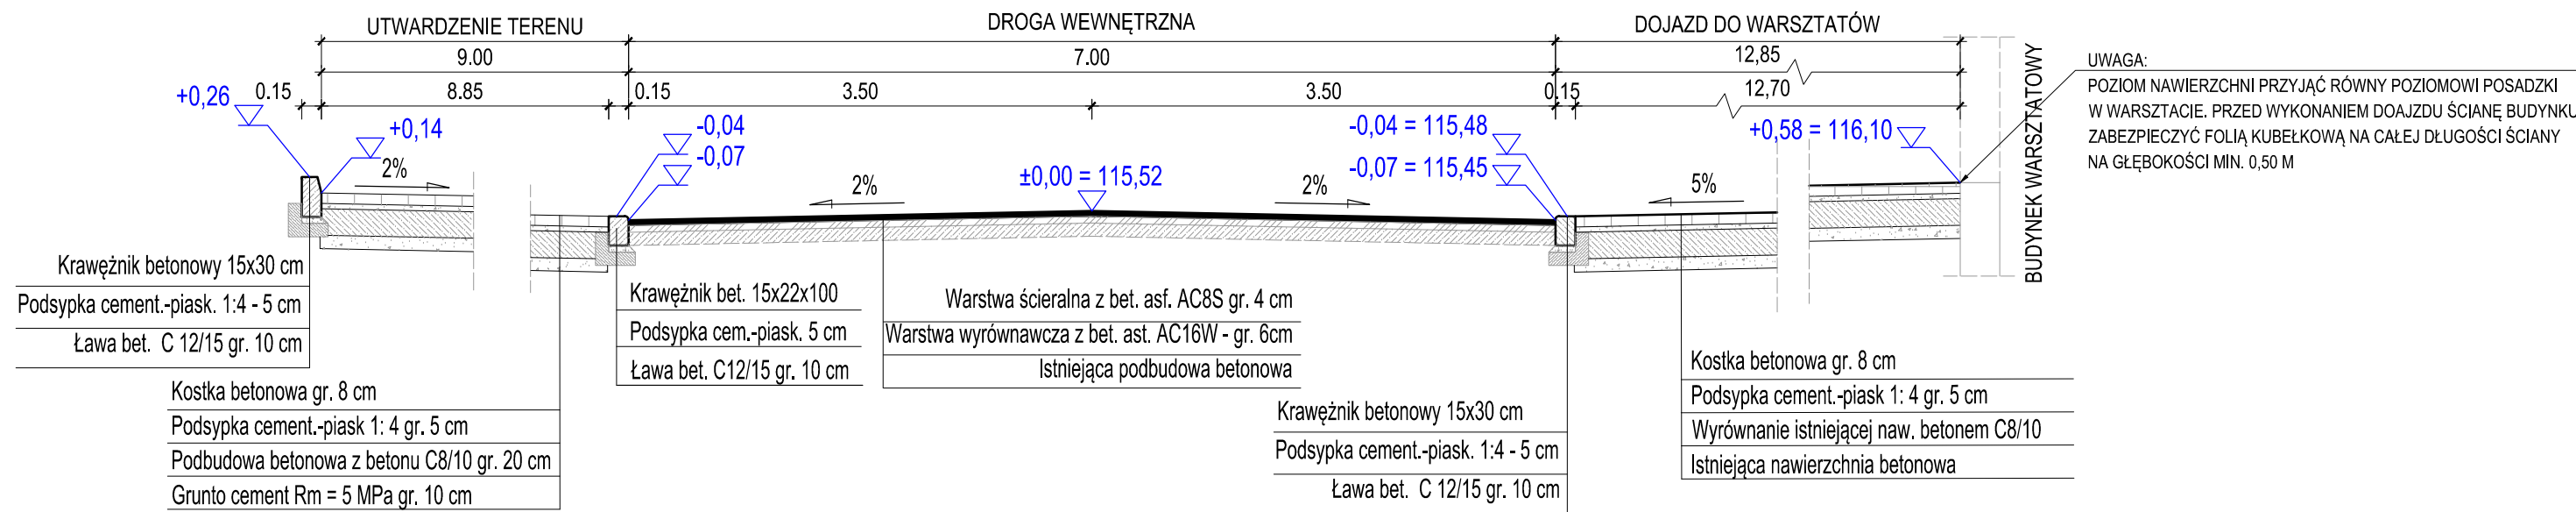 UTWARDZENIE TERENU
DROGA WEWNĘTRZNA
DOJAZD DO WARSZTATÓW
9.00
7.00
12,85
0.15
8.85
0.15
3.50
3.50
0.15
12,70
+0,26
+0,14
-0,04
-0,07
±0,00 = 115,52
-0,04 = 115,48
-0,07 = 115,45
+0,58 = 116,10
2%
2%
2%
5%
BUDYNEK WARSZTATOWY
UWAGA:
POZIOM NAWIERZCHNI PRZYJĄĆ RÓWNY POZIOMOWI POSADZKI
W WARSZTACIE. PRZED WYKONANIEM DOAJZDU ŚCIANĘ BUDYNKU
ZABEZPIECZYĆ FOLIĄ KUBEŁKOWĄ NA CAŁEJ DŁUGOŚCI ŚCIANY
NA GŁĘBOKOŚCI MIN. 0,50 M
Krawężnik betonowy 15x30 cm
Podsypka cement.-piask. 1:4 - 5 cm
Ława bet. C 12/15 gr. 10 cm
Kostka betonowa gr. 8 cm
Podsypka cement.-piask 1: 4 gr. 5 cm
Podbudowa betonowa z betonu C8/10 gr. 20 cm
Grunto cement Rm = 5 MPa gr. 10 cm
Krawężnik bet. 15x22x100
Podsypka cem.-piask. 5 cm
Ława bet. C12/15 gr. 10 cm
Warstwa ścieralna z bet. asf. AC8S gr. 4 cm
Warstwa wyrównawcza z bet. ast. AC16W - gr. 6cm
Istniejąca podbudowa betonowa
Krawężnik betonowy 15x30 cm
Podsypka cement.-piask. 1:4 - 5 cm
Ława bet. C 12/15 gr. 10 cm
Kostka betonowa gr. 8 cm
Podsypka cement.-piask 1: 4 gr. 5 cm
Wyrównanie istniejącej naw. betonem C8/10
Istniejąca nawierzchnia betonowa